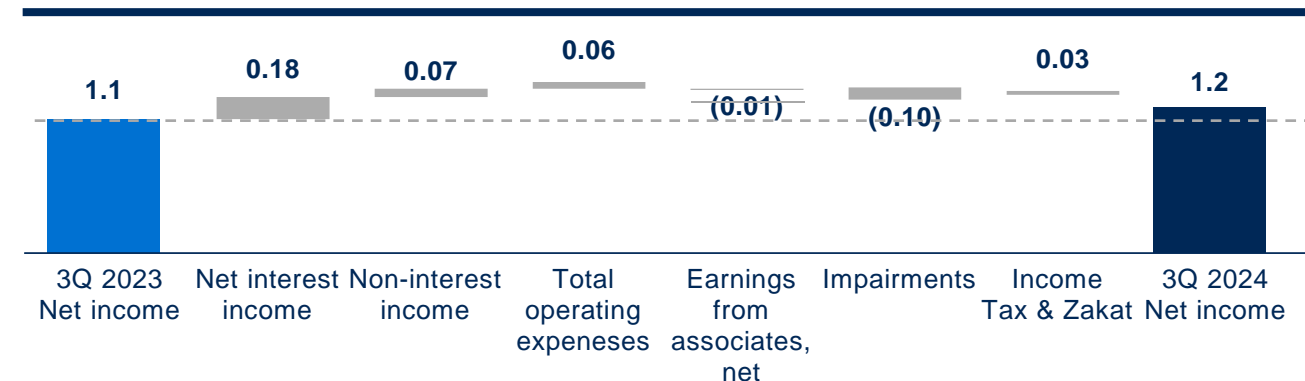 1.1
0.18
0.07
0.06
(0.01)
(0.10)
0.03
1.2
3Q 2023
Net income
Net interest
income
Non-interest
income
Total
operating
expeneses
Earnings
from
associates,
net
Impairments
Income
Tax & Zakat
3Q 2024
Net income